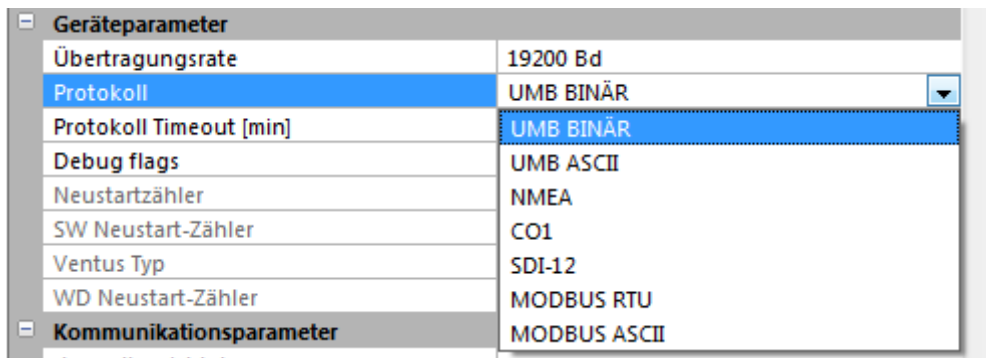 Geräteparameter
Übertragungsrate 19200 Bd
Protokoll UMB BINÄR
Protokoll Timeout [min] UMB BINÄR
Debug flags UMB ASCII
Neustartzähler NMEA
SW Neustart-Zähler CO1
Ventus Typ SDI-12
WD Neustart-Zähler MODBUS RTU
Kommunikationsparameter MODBUS ASCII